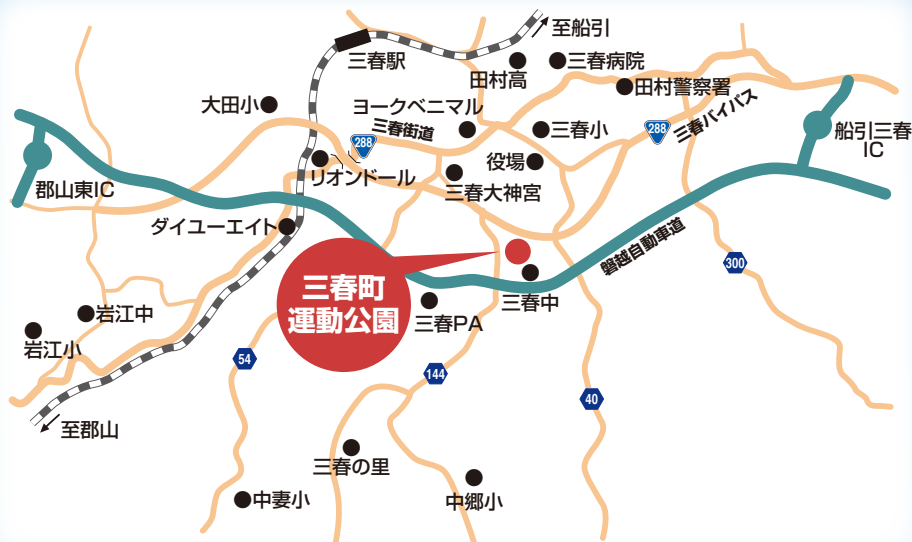 至船引
三春駅
三春病院
田村高
田村警察署
大田小
ヨークベニマル
三春街道
288
三春小
288
三春バイパス
船引三春
IC
役場
リオンドール
三春大神宮
郡山東IC
ダイユーエイト
磐越自動車道
300
三春町
運動公園
三春中
三春PA
岩江中
岩江小
54
144
40
至郡山
三春の里
中妻小
中郷小